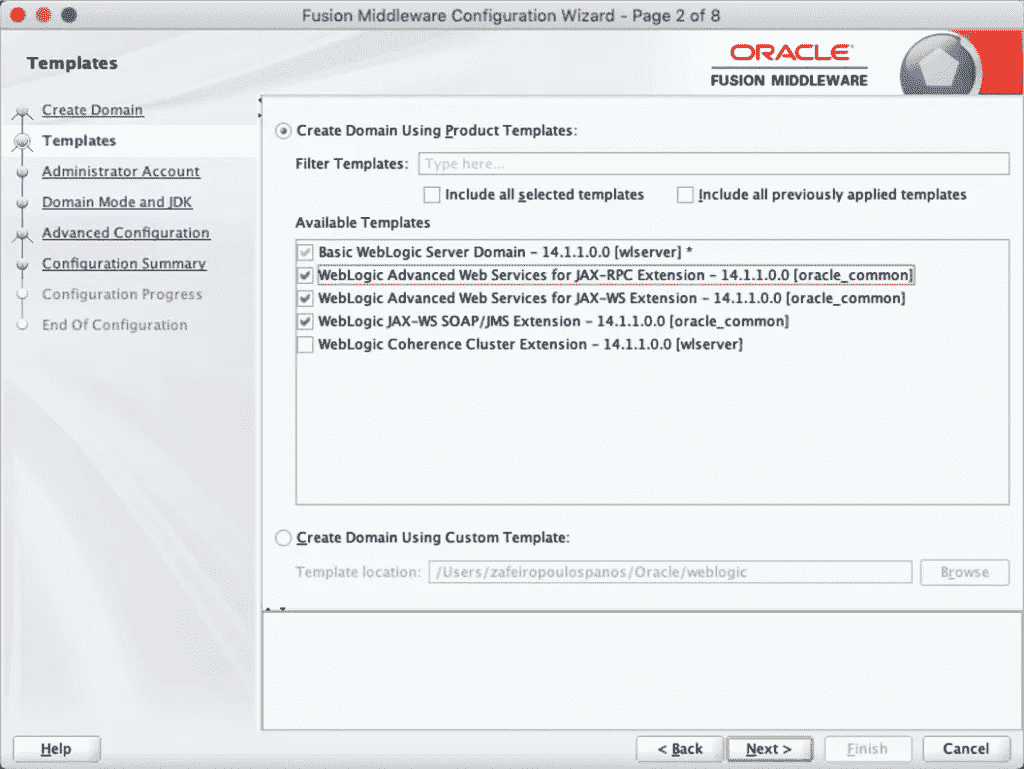 Fusion Middleware Configuration Wizard - Page 2 of 8
Templates
ORACLE
FUSION MIDDLEWARE
Create Domain
Templates
Administrator Account
Domain Mode and JDK
Advanced Configuration
Configuration Summary
Configuration Progress
End Of Configuration
Create Domain Using Product Templates:
Filter Templates: Type here...
Include all selected templates Include all previously applied templates
Available Templates
Basic WebLogic Server Domain - 14.1.1.0.0 [wlserver] *
WebLogic Advanced Web Services for JAX-RPC Extension - 14.1.1.0.0 [oracle_common]
WebLogic Advanced Web Services for JAX-WS Extension - 14.1.1.0.0 [oracle_common]
WebLogic JAX-WS SOAP/JMS Extension - 14.1.1.0.0 [oracle_common]
WebLogic Coherence Cluster Extension - 14.1.1.0.0 [wlserver]
Create Domain Using Custom Template:
Template location: /Users/zafeiropoulospanos/Oracle/weblogic Browse
Help < Back Next > Finish Cancel